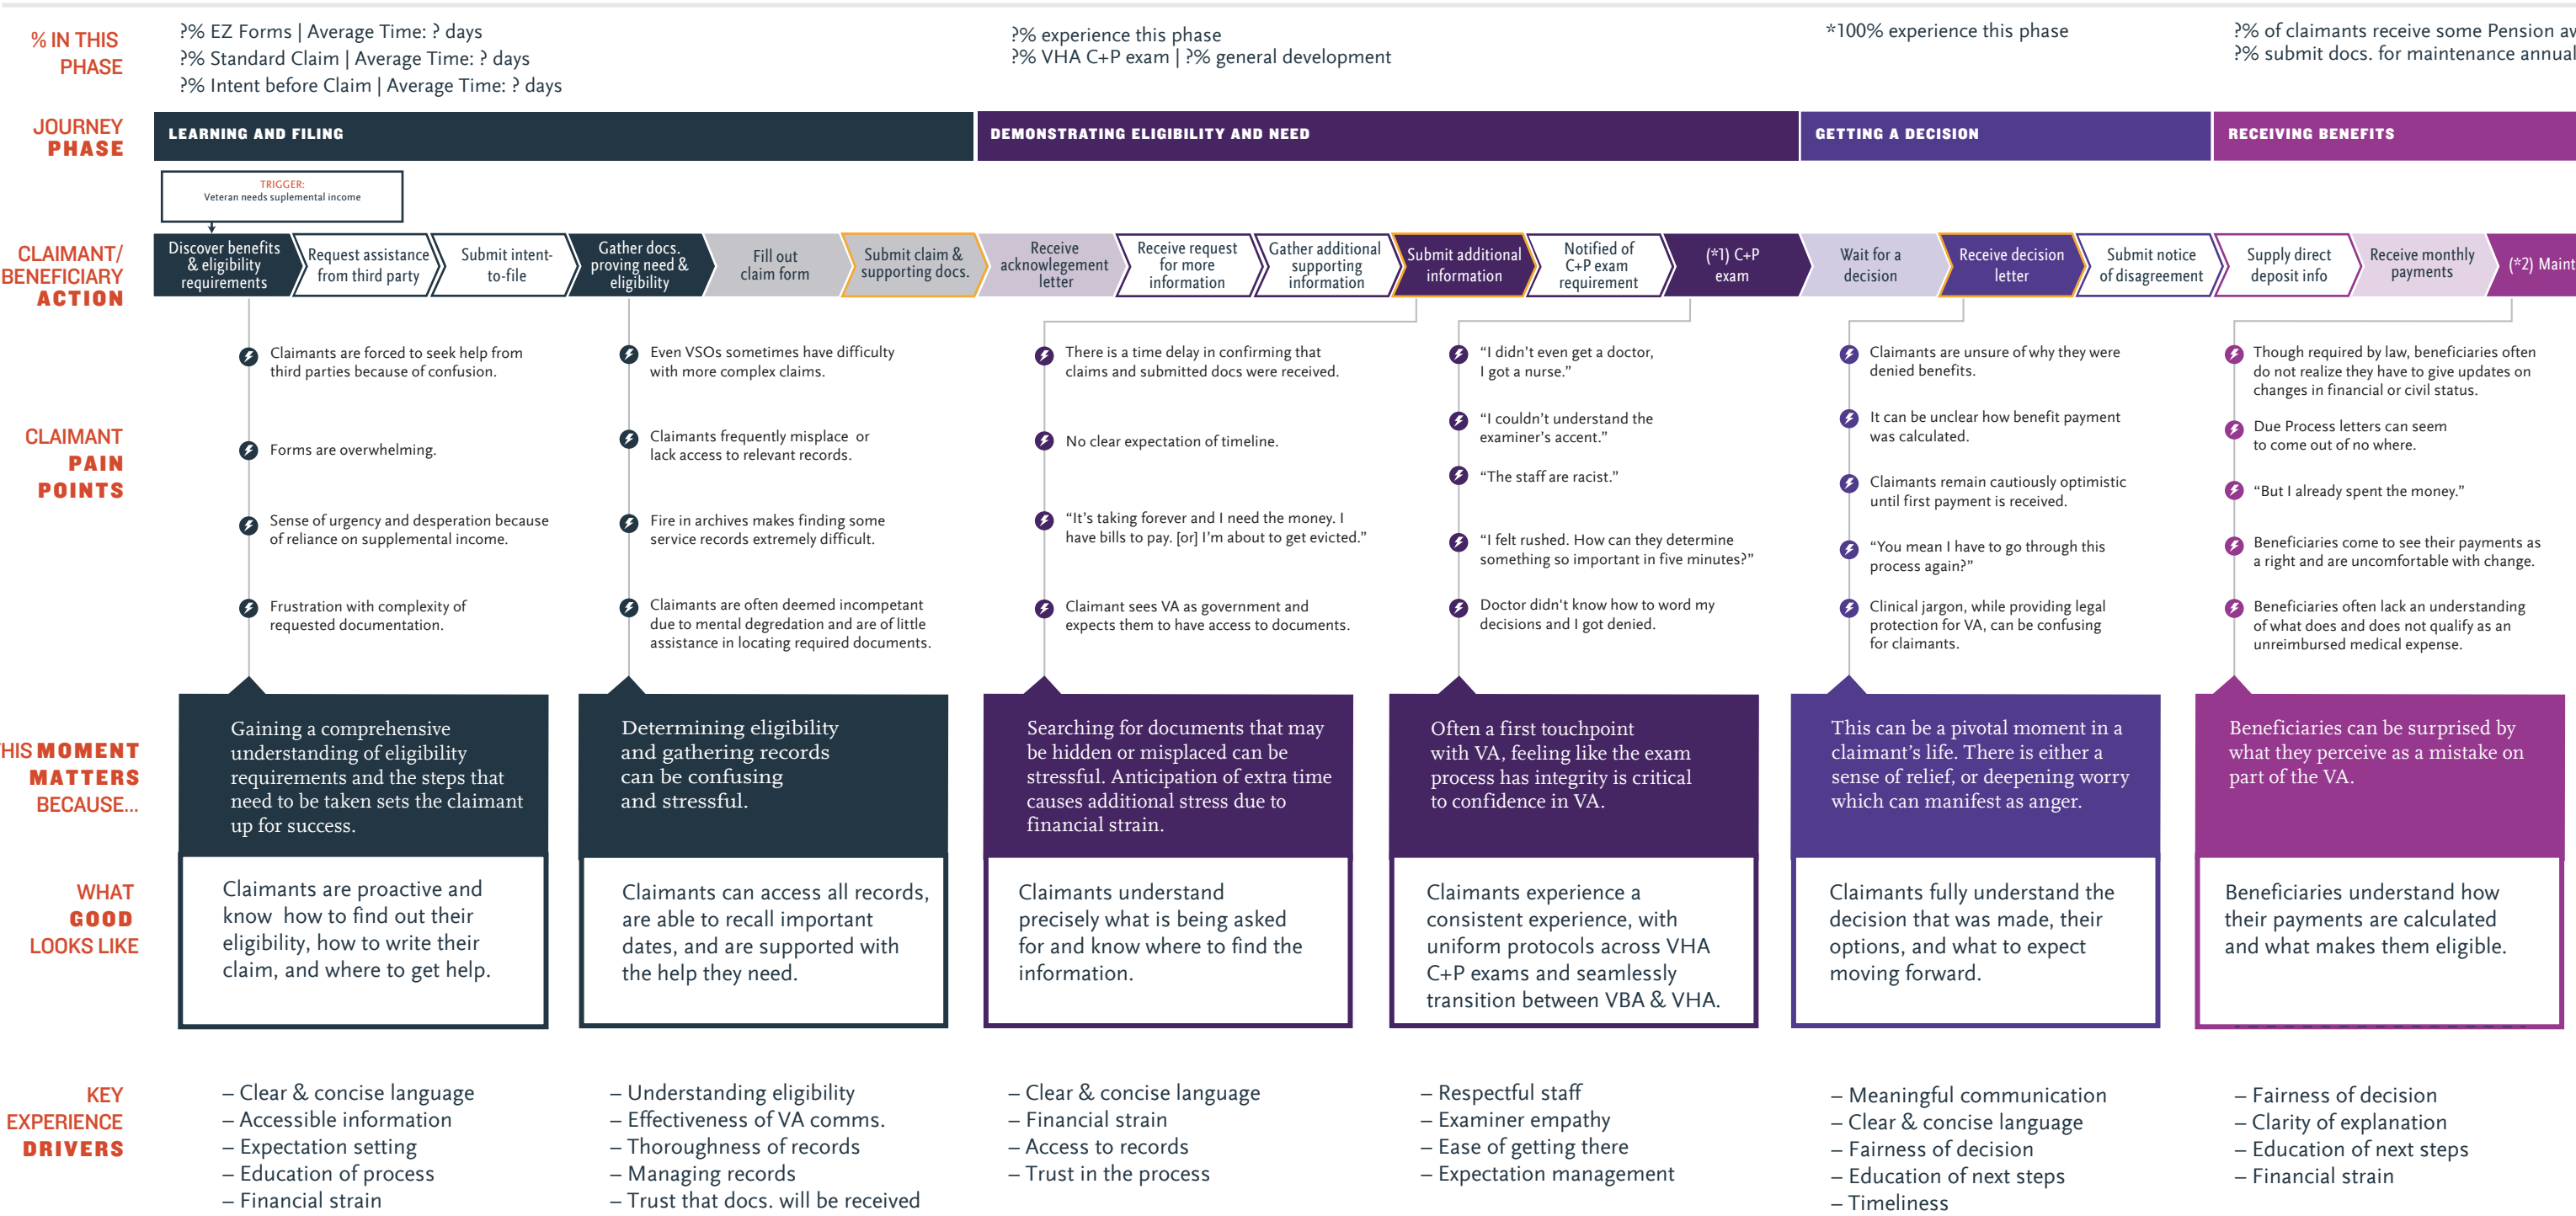 % IN THIS
PHASE
?% EZ Forms | Average Time: ? days
?% Standard Claim | Average Time: ? days
?% Intent before Claim | Average Time: ? days
?% experience this phase
?% VHA C+P exam | ?% general development
*100% experience this phase
?% of claimants receive some Pension
?% submit docs. for maintenance annual
JOURNEY
PHASE
LEARNING AND FILING
DEMONSTRATING ELIGIBILITY AND NEED
GETTING A DECISION
RECEIVING BENEFITS
TRIGGER:
Veteran needs suplemental income
CLAIMANT/
BENEFICIARY
ACTION
Discover benefits
& eligibility
requirements
Request assistance
from third party
Submit intent-
to-file
Gather docs.
proving need &
eligibility
Fill out
claim form
Submit claim &
supporting docs.
Receive
acknowlegement
letter
Receive request
for more
information
Gather additional
supporting
information
Submit additional
information
Notified of
C+P exam
requirement
(*1) C+P
exam
Wait for a
decision
Receive decision
letter
Submit notice
of disagreement
Supply direct
deposit info
Receive monthly
payments
(*2) Maint
CLAIMANT
PAIN
POINTS
Claimants are forced to seek help from
third parties because of confusion.
Forms are overwhelming.
Sense of urgency and desperation because
of reliance on supplemental income.
Frustration with complexity of
requested documentation.
Even VSOs sometimes have difficulty
with more complex claims.
Claimants frequently misplace or
lack access to relevant records.
Fire in archives makes finding some
service records extremely difficult.
Claimants are often deemed incompetant
due to mental degredation and are of little
assistance in locating required documents.
There is a time delay in confirming that
claims and submitted docs were received.
No clear expectation of timeline.
“It’s taking forever and I need the money. I
have bills to pay. [or] I’m about to get evicted.”
Claimant sees VA as government and
expects them to have access to documents.
“I didn’t even get a doctor,
I got a nurse.”
“I couldn’t understand the
examiner’s accent.”
“The staff are racist.”
“I felt rushed. How can they determine
something so important in five minutes?”
Doctor didn't know how to word my
decisions and I got denied.
Claimants are unsure of why they were
denied benefits.
It can be unclear how benefit payment
was calculated.
Claimants remain cautiously optimistic
until first payment is received.
“You mean I have to go through this
process again?”
Clinical jargon, while providing legal
protection for VA, can be confusing
for claimants.
Though required by law, beneficiaries often
do not realize they have to give updates on
changes in financial or civil status.
Due Process letters can seem
to come out of no where.
“But I already spent the money.”
Beneficiaries come to see their payments as
a right and are uncomfortable with change.
Beneficiaries often lack an understanding
of what does and does not qualify as an
unreimbursed medical expense.
HIS MOMENT
MATTERS
BECAUSE...
Gaining a comprehensive
understanding of eligibility
requirements and the steps that
need to be taken sets the claimant
up for success.
Determining eligibility
and gathering records
can be confusing
and stressful.
Searching for documents that may
be hidden or misplaced can be
stressful. Anticipation of extra time
causes additional stress due to
financial strain.
Often a first touchpoint
with VA, feeling like the exam
process has integrity is critical
to confidence in VA.
This can be a pivotal moment in a
claimant’s life. There is either a
sense of relief, or deepening worry
which can manifest as anger.
Beneficiaries can be surprised by
what they perceive as a mistake on
part of the VA.
WHAT
GOOD
LOOKS LIKE
Claimants are proactive and
know how to find out their
eligibility, how to write their
claim, and where to get help.
Claimants can access all records,
are able to recall important
dates, and are supported with
the help they need.
Claimants understand
precisely what is being asked
for and know where to find the
information.
Claimants experience a
consistent experience, with
uniform protocols across VHA
C+P exams and seamlessly
transition between VBA & VHA.
Claimants fully understand the
decision that was made, their
options, and what to expect
moving forward.
Beneficiaries understand how
their payments are calculated
and what makes them eligible.
KEY
EXPERIENCE
DRIVERS
– Clear & concise language
– Accessible information
– Expectation setting
– Education of process
– Financial strain
– Understanding eligibility
– Effectiveness of VA comms.
– Thoroughness of records
– Managing records
– Trust that docs. will be received
– Clear & concise language
– Financial strain
– Access to records
– Trust in the process
– Respectful staff
– Examiner empathy
– Ease of getting there
– Expectation management
– Meaningful communication
– Clear & concise language
– Fairness of decision
– Education of next steps
– Timeliness
– Fairness of decision
– Clarity of explanation
– Education of next steps
– Financial strain